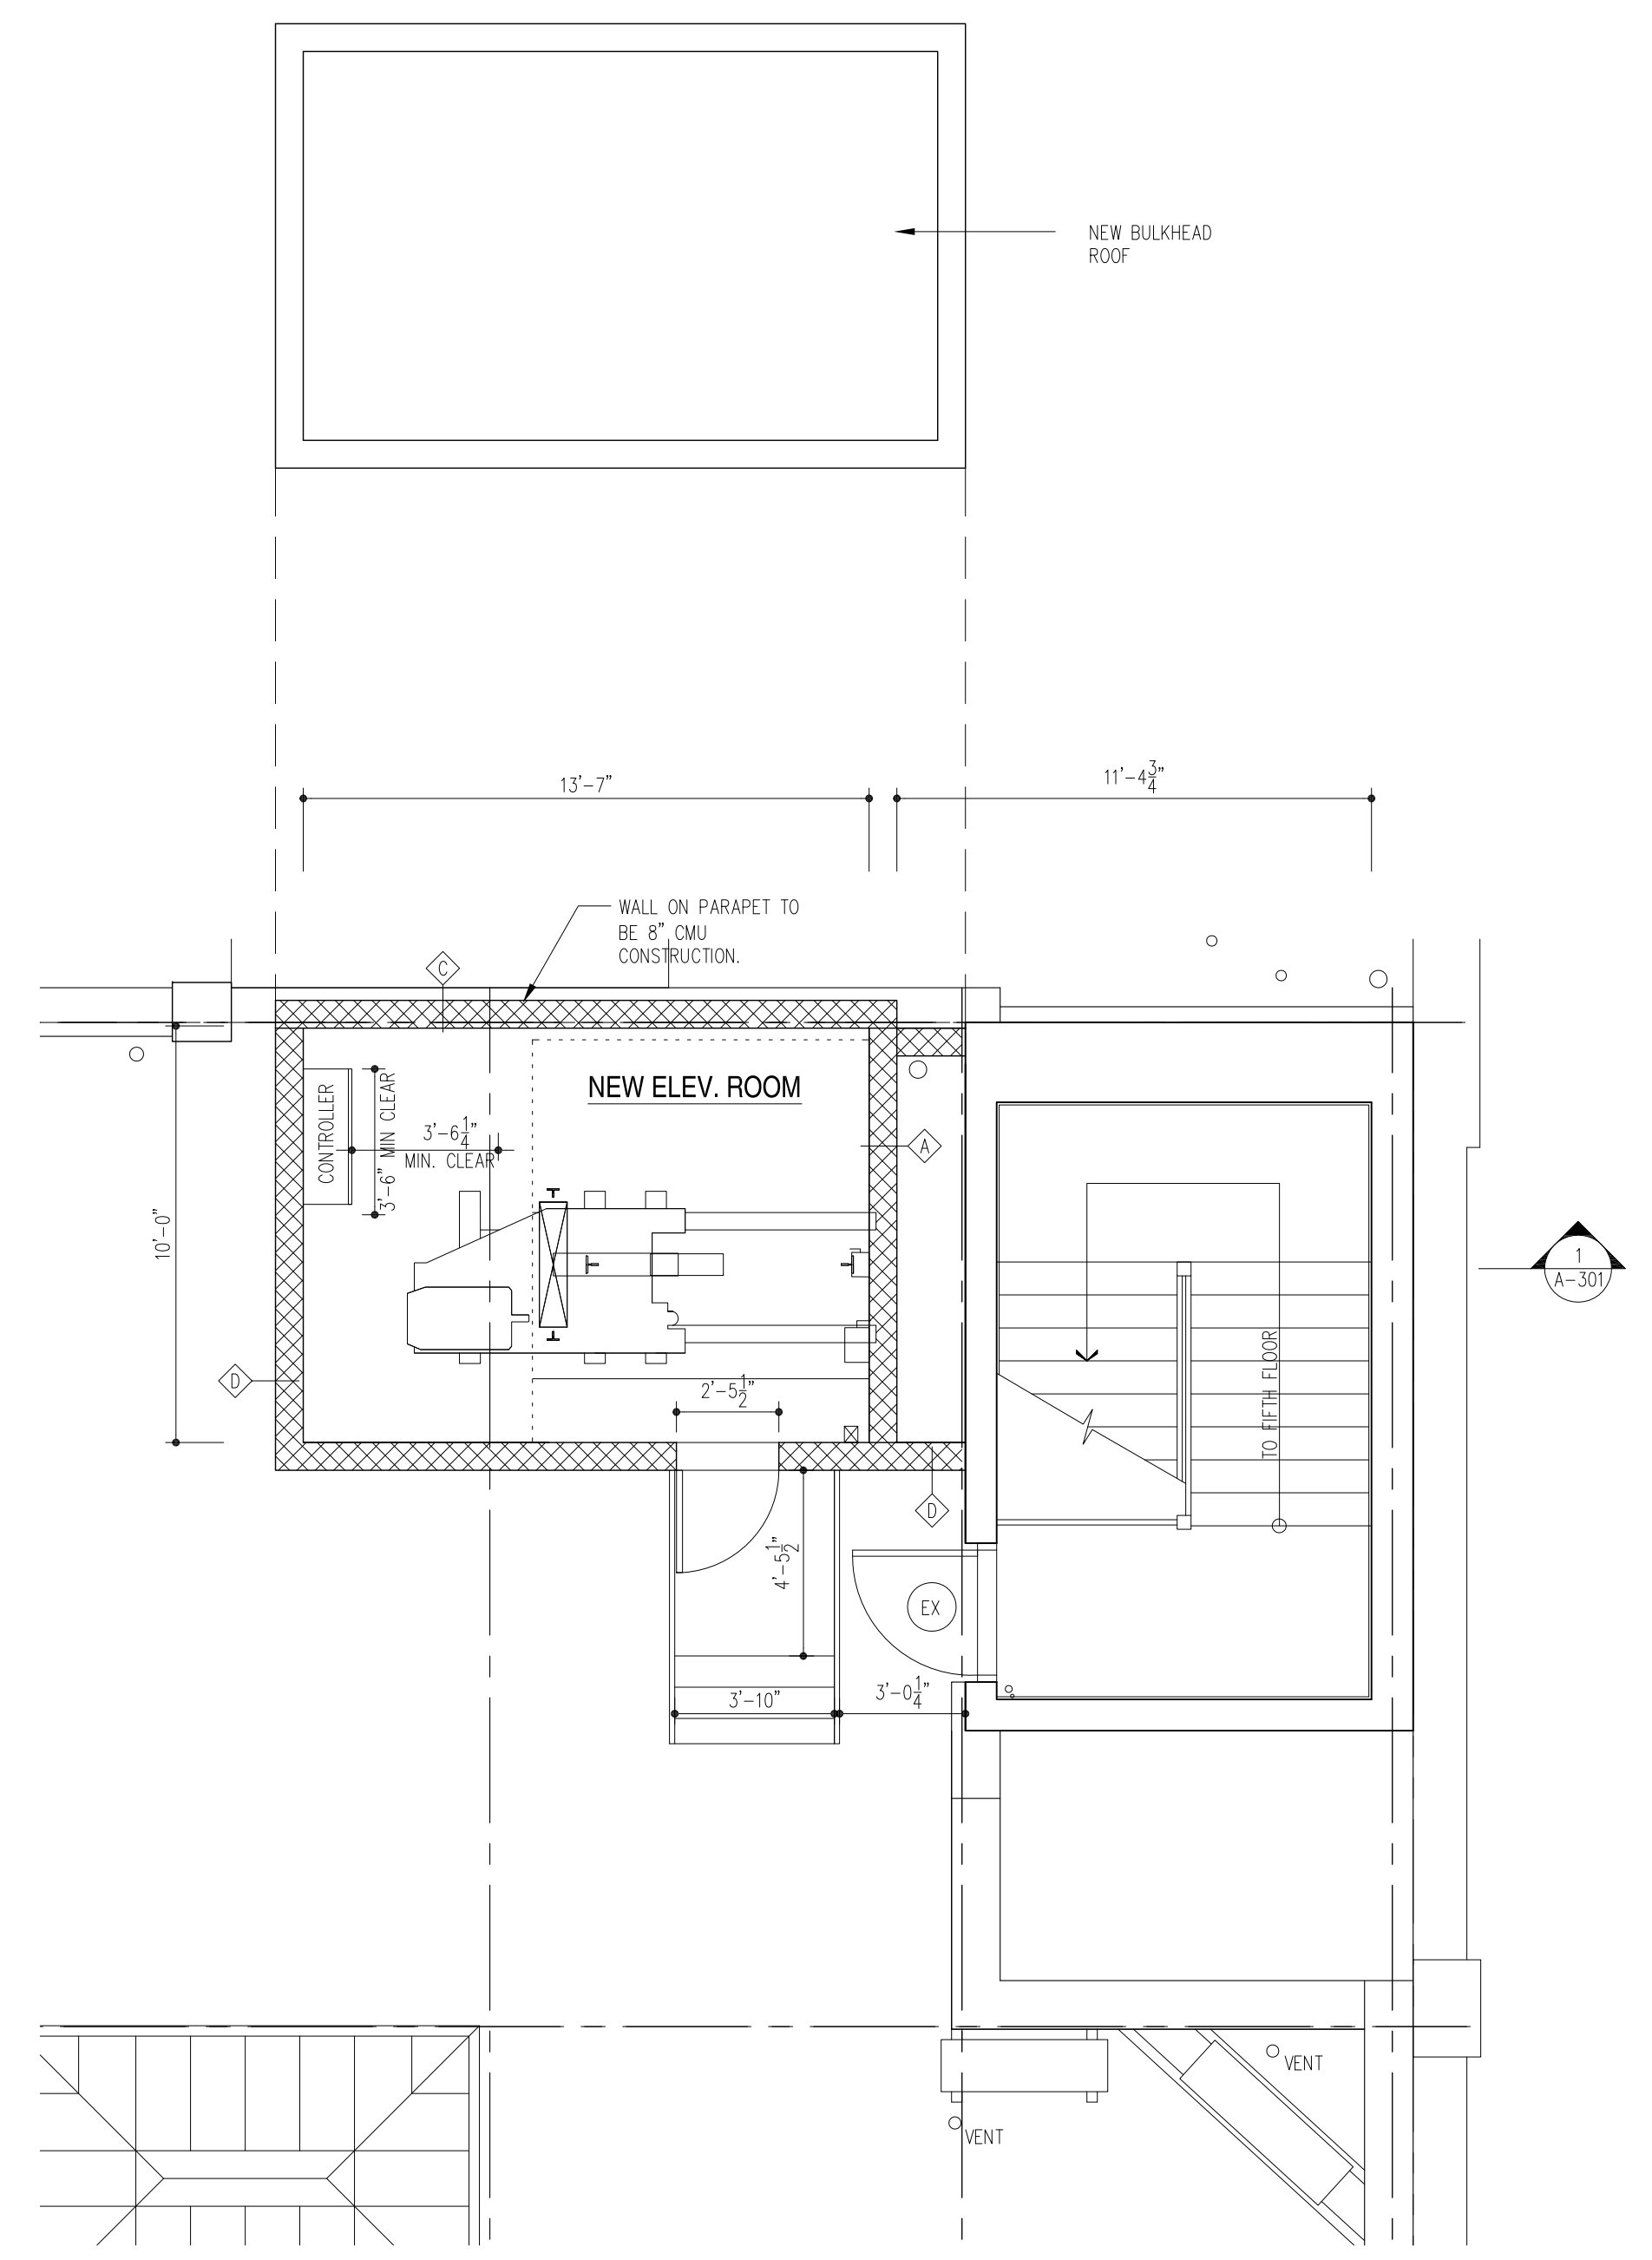 NEW BULKHEAD
ROOF
13'-7"
11'-4 3/4"
WALL ON PARAPET TO
BE 8" CMU
CONSTRUCTION.
C
NEW ELEV. ROOM
CONTROLLER
3'-6" MIN CLEAR
3'-6 1/4"
MIN. CLEAR
A
10'-0"
1
A-301
TO FIFTH FLOOR
D
2'-5 1/2"
D
4'-5 1/2"
EX
3'-10"
3'-0 1/4"
VENT
VENT